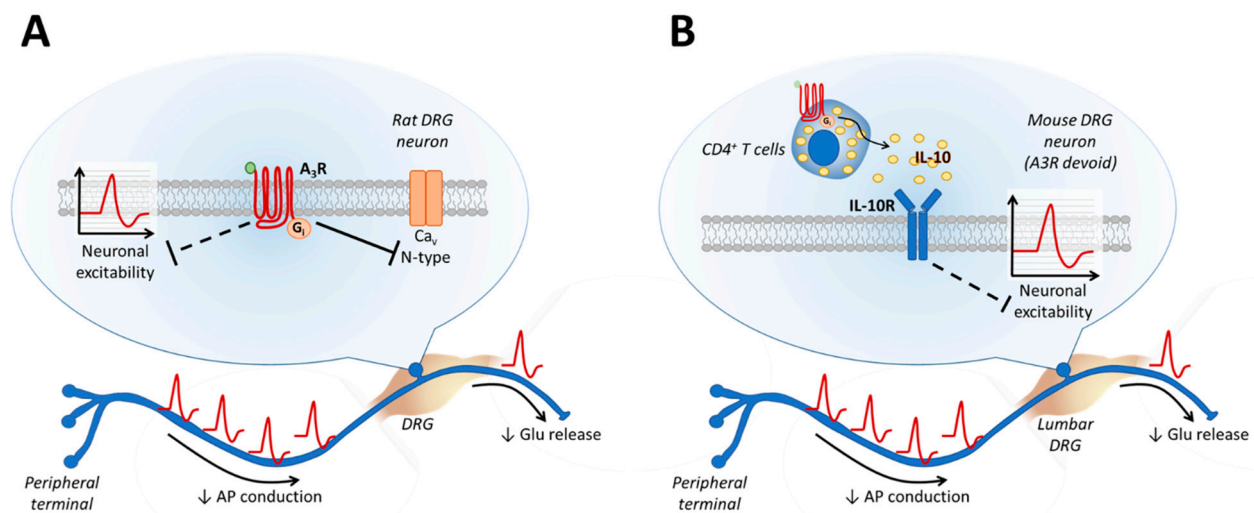 A
Rat DRG
neuron
A₃R
Gᵢ
Neuronal
excitability
Caᵥ
N-type
DRG
↓ Glu release
Peripheral
terminal
↓ AP conduction
B
CD4⁺ T cells
Gᵢ
IL-10
Mouse DRG
neuron
(A3R devoid)
IL-10R
Neuronal
excitability
Lumbar
DRG
↓ Glu release
Peripheral
terminal
↓ AP conduction